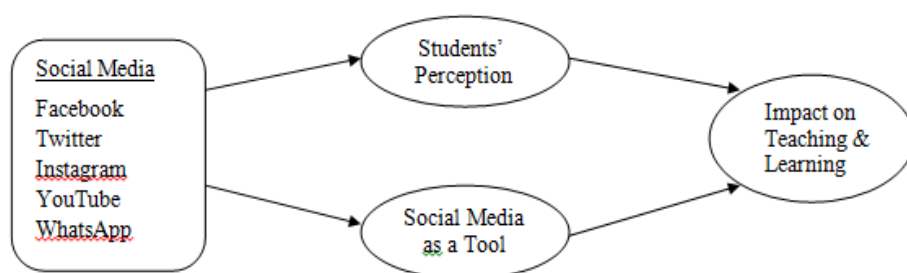 Social Media
Facebook
Twitter
Instagram
YouTube
WhatsApp
Students’
Perception
Social Media
as a Tool
Impact on
Teaching &
Learning